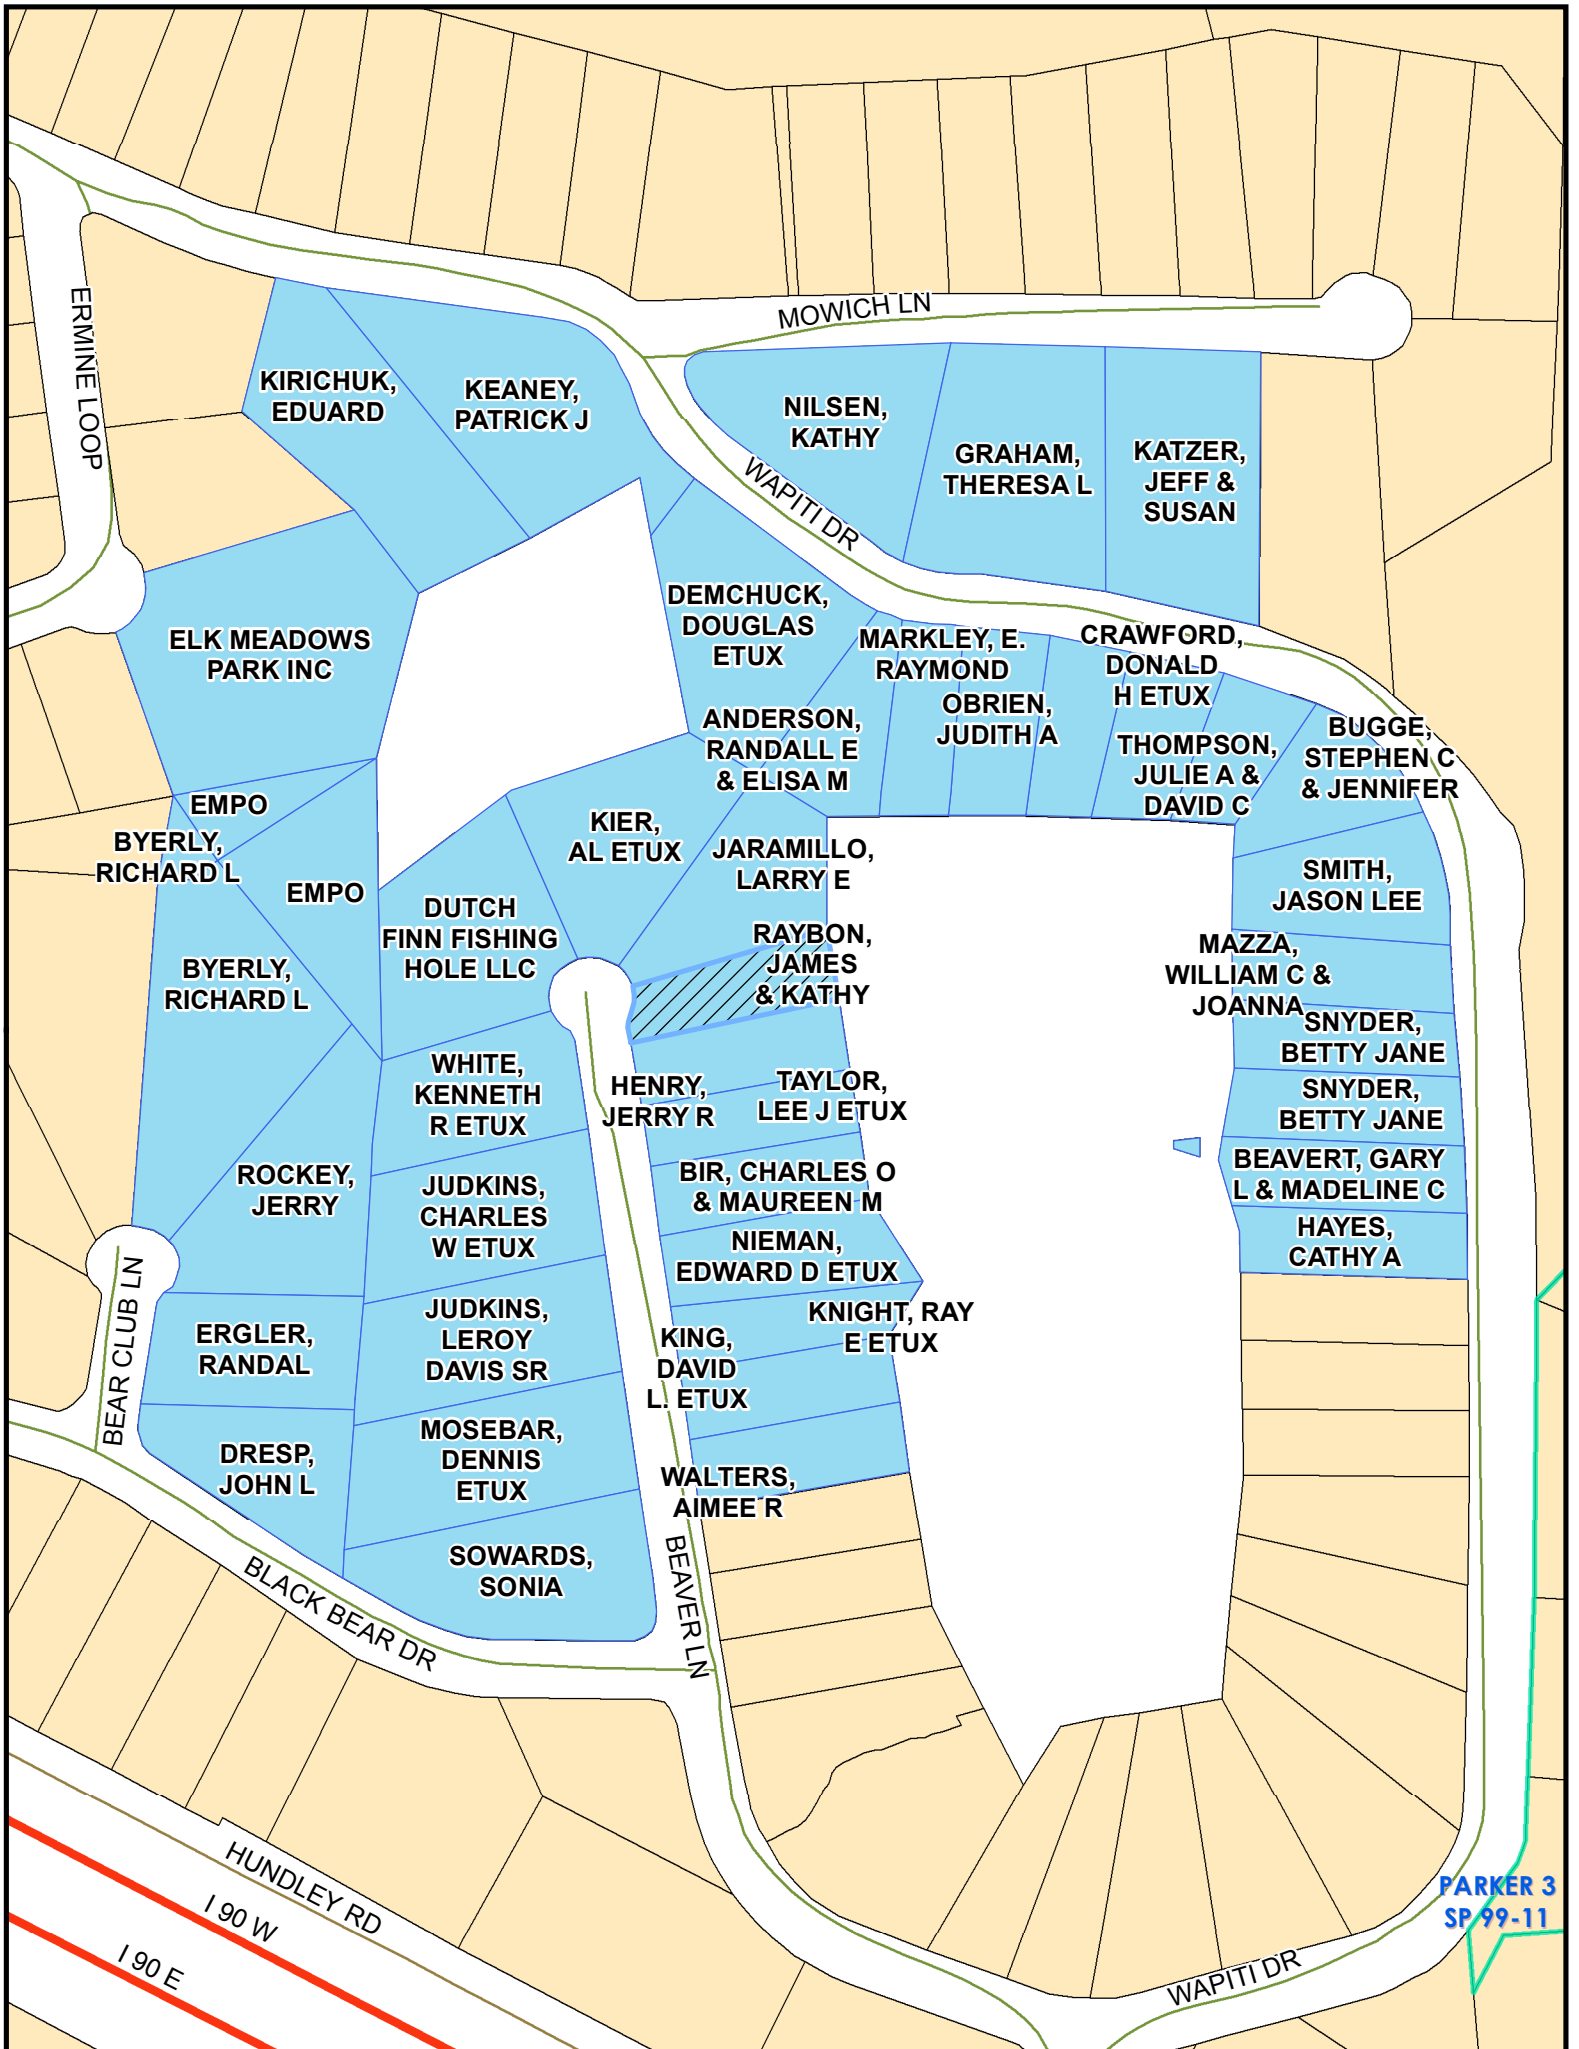 MOWICH LN
ERMINE LOOP
KIRICHUK,
EDUARD
KEANEY,
PATRICK J
NILSEN,
KATHY
GRAHAM,
THERESA L
KATZER,
JEFF &
SUSAN
WAPITI DR
ELK MEADOWS
PARK INC
DEMCHUCK,
DOUGLAS
ETUX
MARKLEY, E.
RAYMOND
CRAWFORD,
DONALD
H ETUX
ANDERSON,
RANDALL E
& ELISA M
OBRIEN,
JUDITH A
THOMPSON,
JULIE A &
DAVID C
BUGGE,
STEPHEN C
& JENNIFER
EMPO
BYERLY,
RICHARD L
EMPO
KIER,
AL ETUX
JARAMILLO,
LARRY E
SMITH,
JASON LEE
DUTCH
FINN FISHING
HOLE LLC
BYERLY,
RICHARD L
RAYBON,
JAMES
& KATHY
MAZZA,
WILLIAM C &
JOANNA
SNYDER,
BETTY JANE
WHITE,
KENNETH
R ETUX
HENRY,
JERRY R
TAYLOR,
LEE J ETUX
SNYDER,
BETTY JANE
ROCKEY,
JERRY
JUDKINS,
CHARLES
W ETUX
BIR, CHARLES O
& MAUREEN M
BEAVERT, GARY
L & MADELINE C
NIEMAN,
EDWARD D ETUX
HAYES,
CATHY A
BEAR CLUB LN
ERGLER,
RANDAL
JUDKINS,
LEROY
DAVIS SR
KING,
DAVID
L. ETUX
KNIGHT, RAY
E ETUX
DRESP,
JOHN L
MOSEBAR,
DENNIS
ETUX
WALTERS,
AIMEE R
SOWARDS,
SONIA
BEAVER LN
BLACK BEAR DR
HUNDLEY RD
I 90 W
I 90 E
PARKER 3
SP 99-11
WAPITI DR